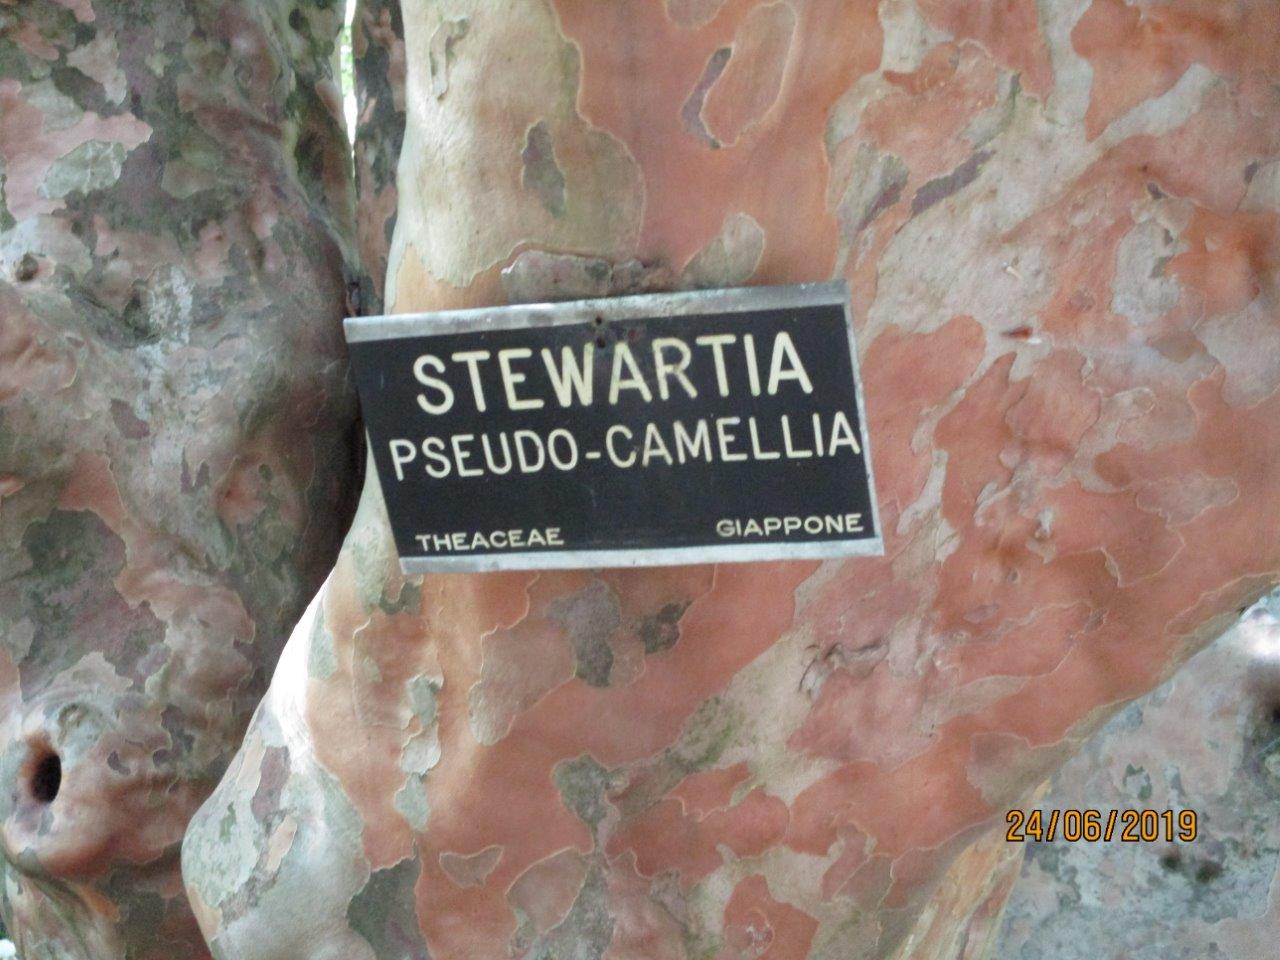 STEWARTIA
PSEUDO-CAMELLIA
THEACEAE GIAPPONE
24/06/2019